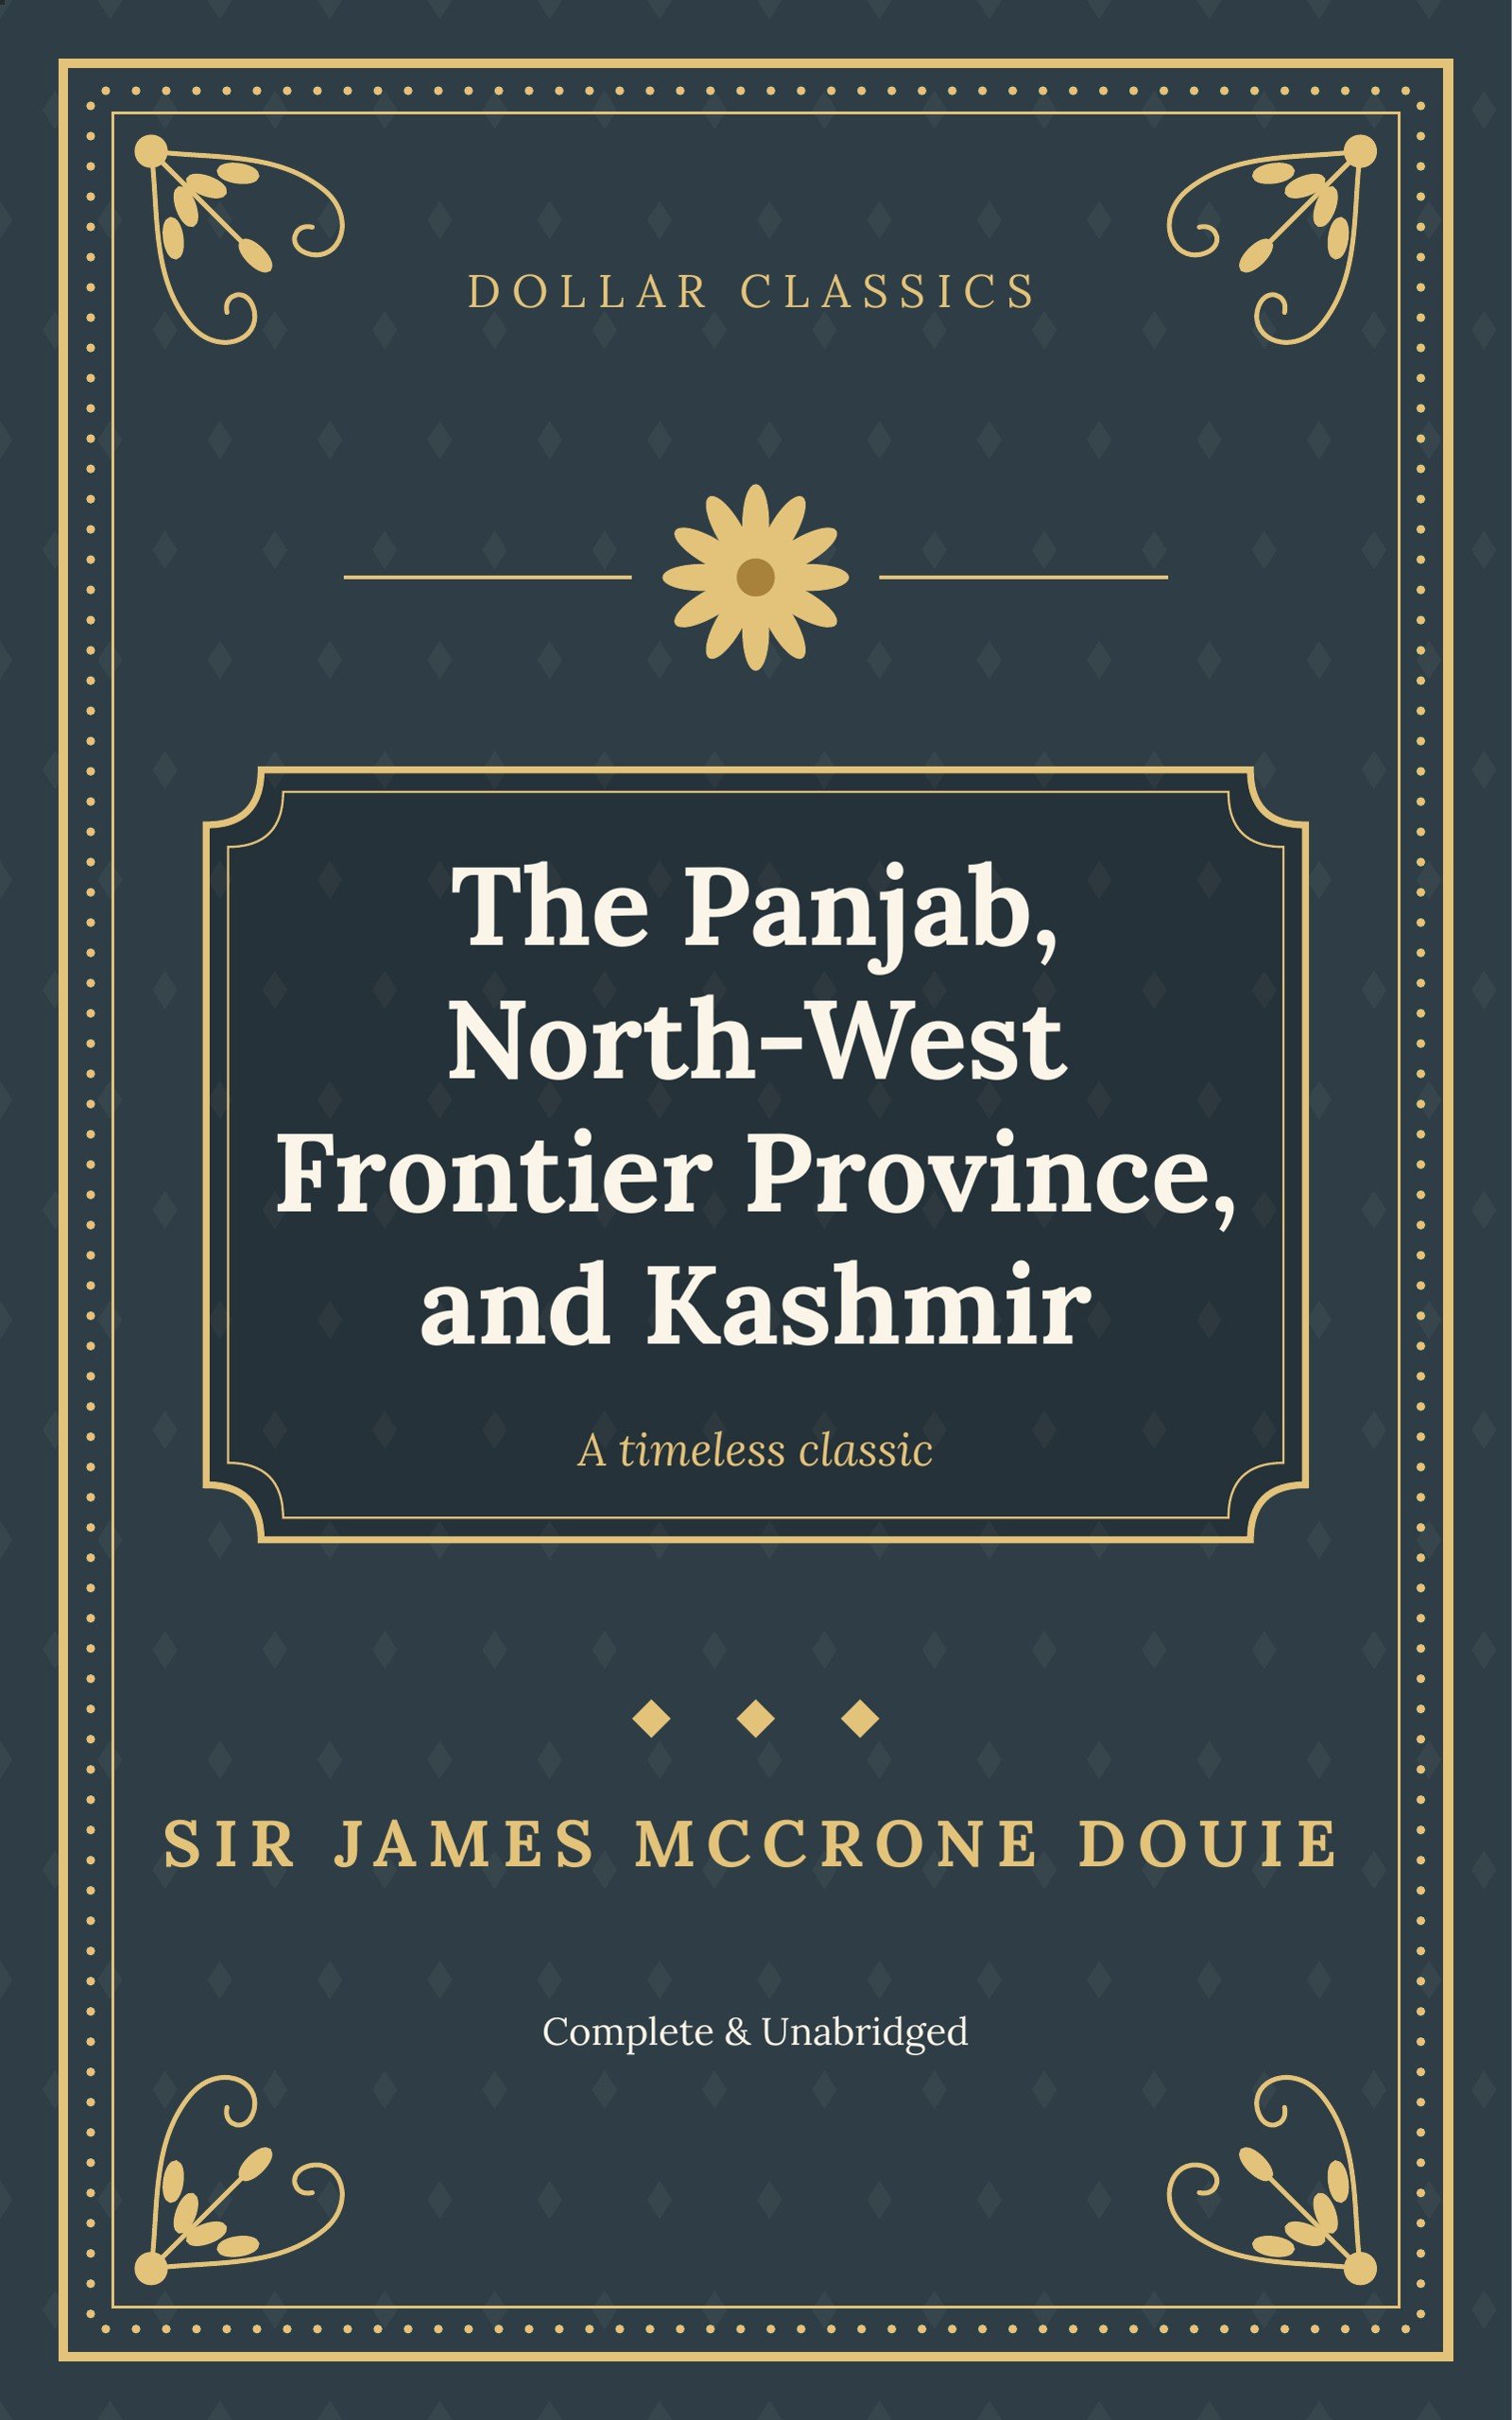 DOLLAR CLASSICS
The Panjab,
North-West
Frontier Province,
and Kashmir
A timeless classic
SIR JAMES MCCRONE DOUIE
Complete & Unabridged